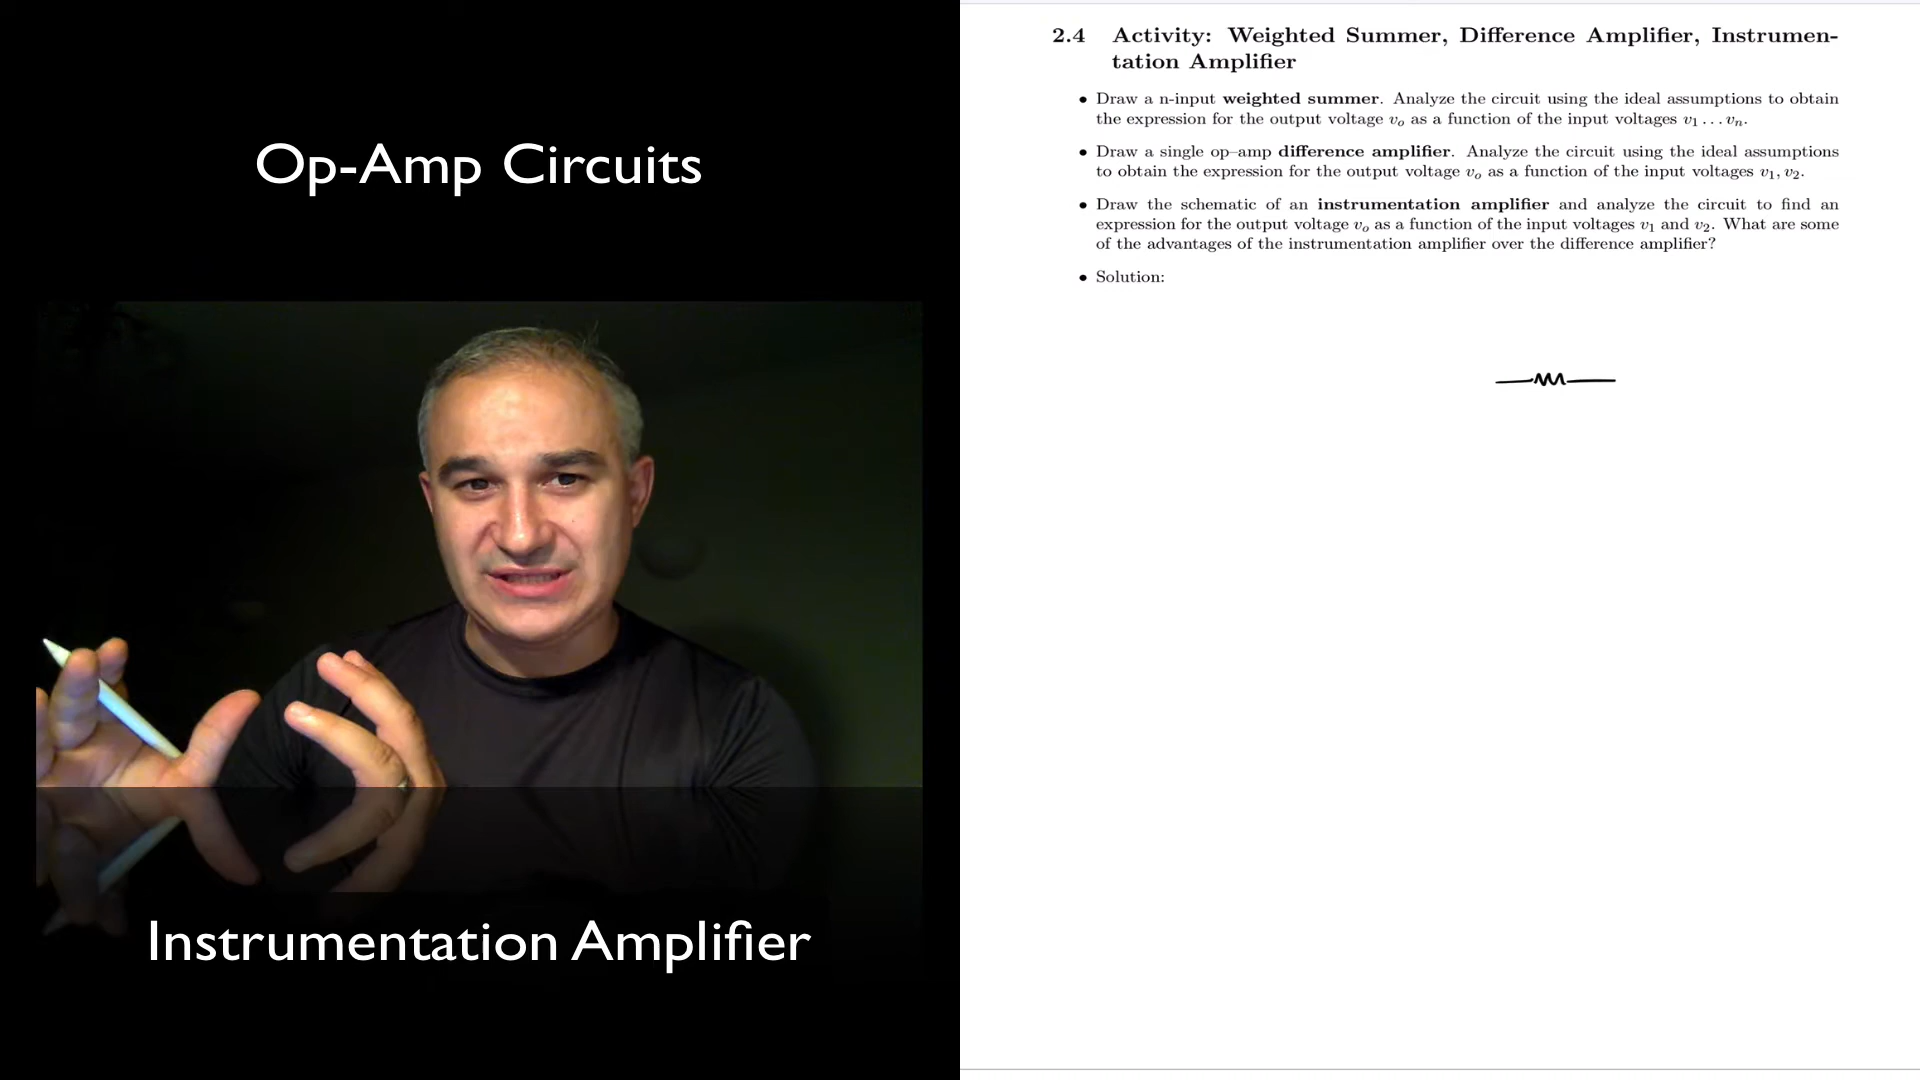 Op-Amp Circuits
Instrumentation Amplifier
2.4 Activity: Weighted Summer, Difference Amplifier, Instrumen-
tation Amplifier
• Draw a n-input weighted summer. Analyze the circuit using the ideal assumptions to obtain
the expression for the output voltage vₒ as a function of the input voltages v₁ . . . vₙ.
• Draw a single op–amp difference amplifier. Analyze the circuit using the ideal assumptions
to obtain the expression for the output voltage vₒ as a function of the input voltages v₁, v₂.
• Draw the schematic of an instrumentation amplifier and analyze the circuit to find an
expression for the output voltage vₒ as a function of the input voltages v₁ and v₂. What are some
of the advantages of the instrumentation amplifier over the difference amplifier?
• Solution: